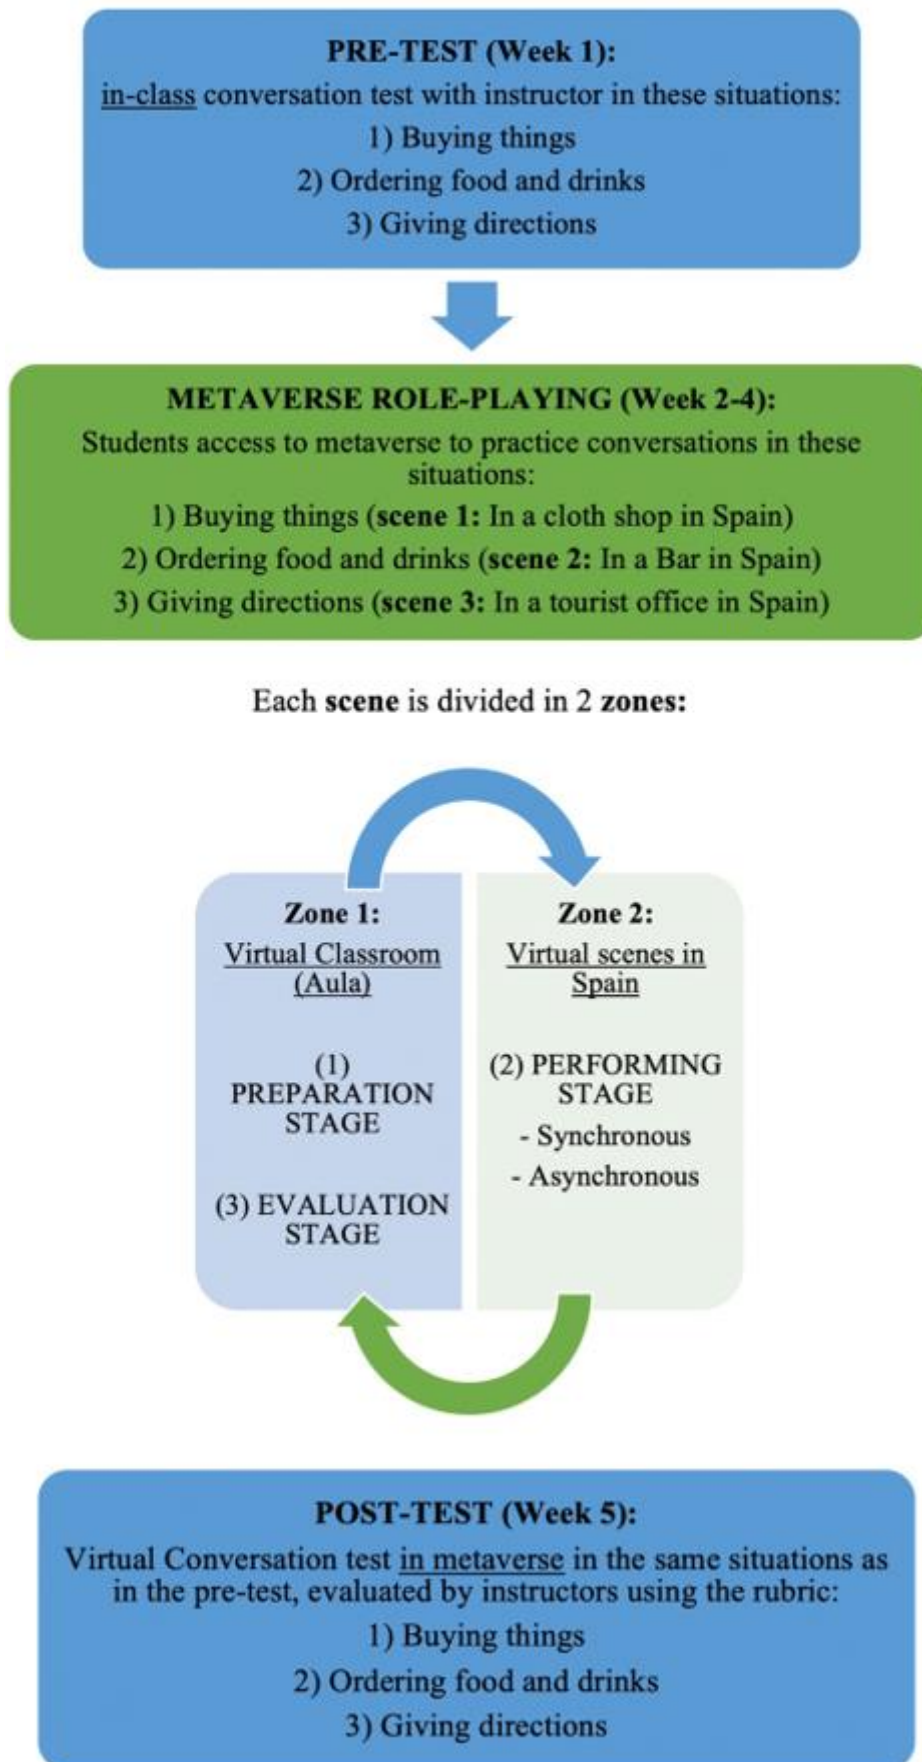 PRE-TEST (Week 1):
in-class conversation test with instructor in these situations:
1) Buying things
2) Ordering food and drinks
3) Giving directions
METAVERSE ROLE-PLAYING (Week 2-4):
Students access to metaverse to practice conversations in these
situations:
1) Buying things (scene 1: In a cloth shop in Spain)
2) Ordering food and drinks (scene 2: In a Bar in Spain)
3) Giving directions (scene 3: In a tourist office in Spain)
Each scene is divided in 2 zones:
Zone 1:
Virtual Classroom
(Aula)
(1)
PREPARATION
STAGE
(3) EVALUATION
STAGE
Zone 2:
Virtual scenes in
Spain
(2) PERFORMING
STAGE
- Synchronous
- Asynchronous
POST-TEST (Week 5):
Virtual Conversation test in metaverse in the same situations as
in the pre-test, evaluated by instructors using the rubric:
1) Buying things
2) Ordering food and drinks
3) Giving directions